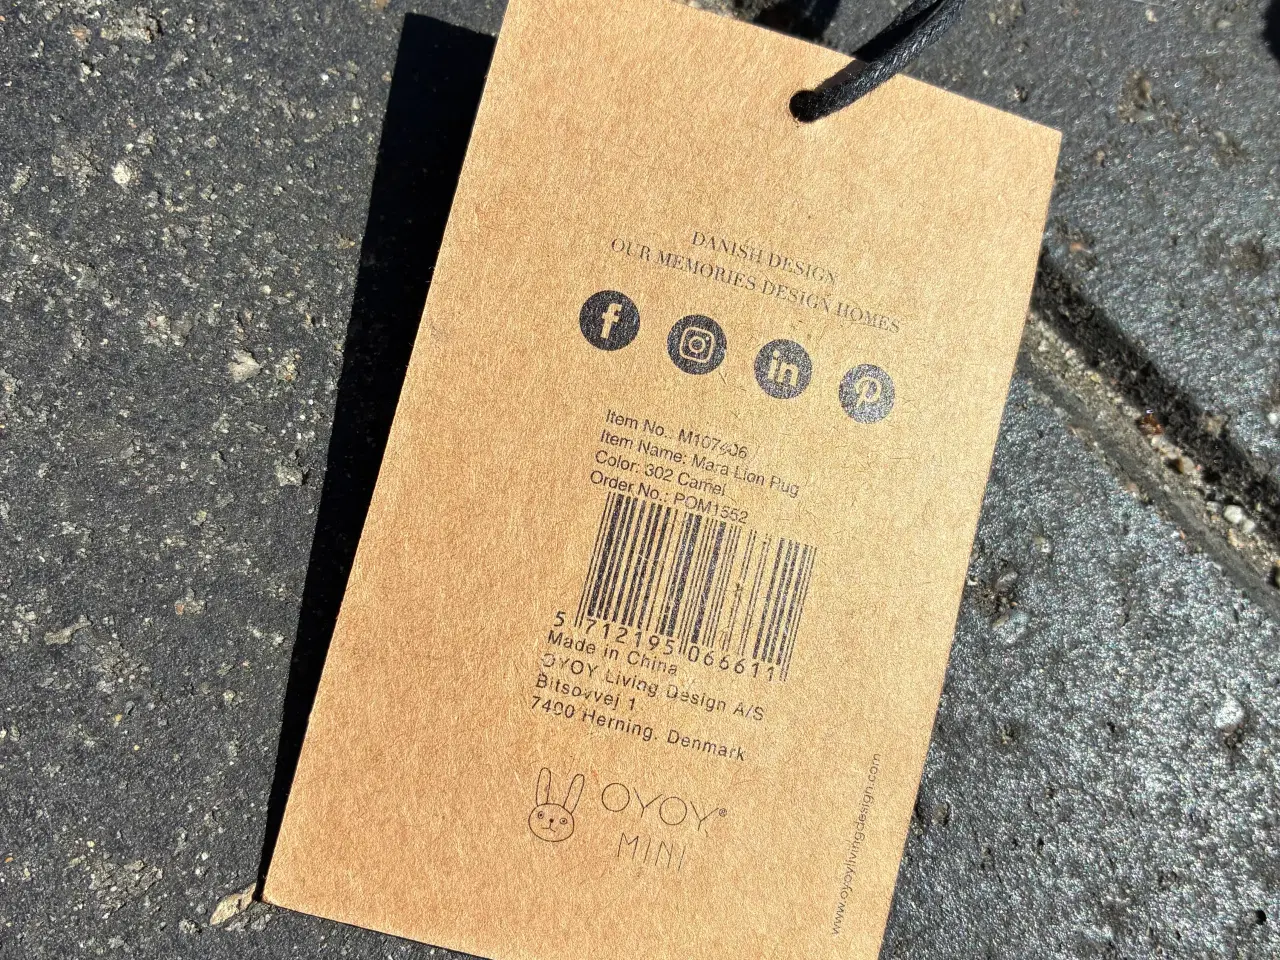 DANISH DESIGN
OUR MEMORIES DESIGN HOMES
Item No.: M107406
Item Name: Mara Lion Pug
Color: 302 Camel
Order No.: POM1552
5 712195 066611
Made in China
OYOY Living Design A/S
Bitsovvej 1
7400 Herning. Denmark
OYOY®
MINI
www.oyoylivingdesign.com